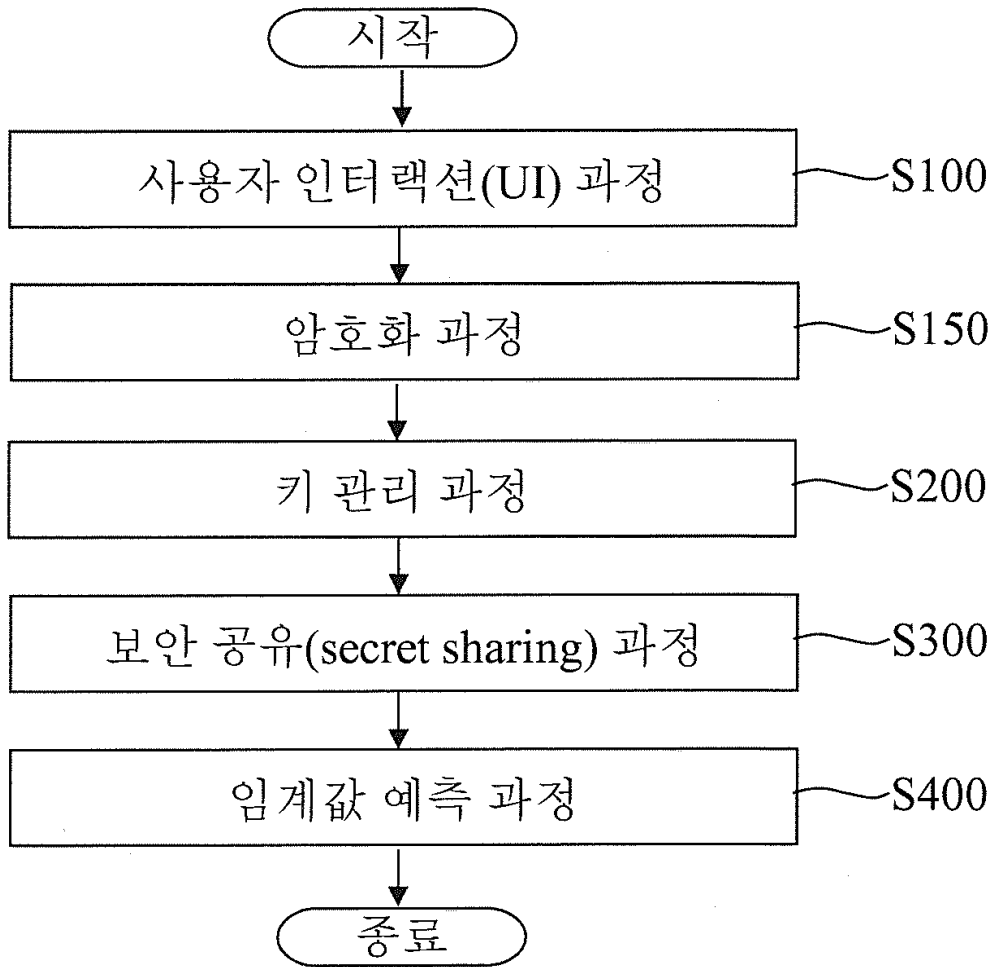 시작
사용자 인터랙션(UI) 과정
S100
암호화 과정
S150
키 관리 과정
S200
보안 공유(secret sharing) 과정
S300
임계값 예측 과정
S400
종료